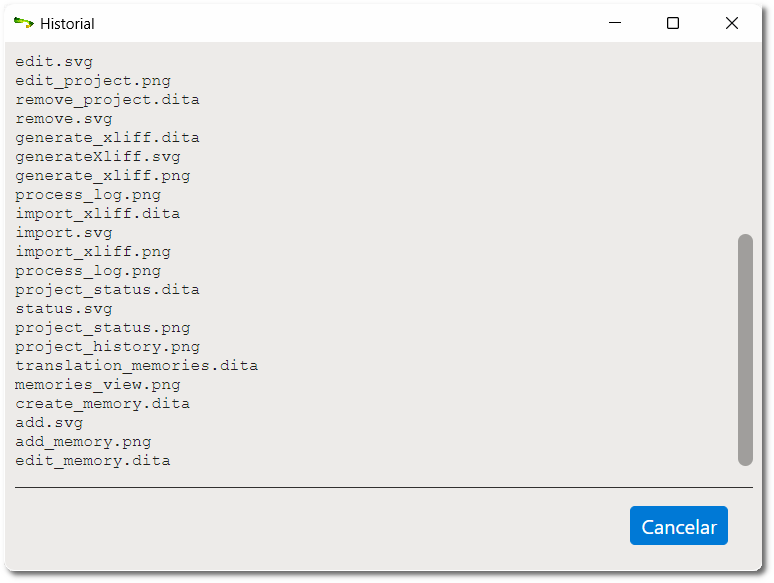 Historial
edit.svg
edit_project.png
remove_project.dita
remove.svg
generate_xliff.dita
generateXliff.svg
generate_xliff.png
process_log.png
import_xliff.dita
import.svg
import_xliff.png
process_log.png
project_status.dita
status.svg
project_status.png
project_history.png
translation_memories.dita
memories_view.png
create_memory.dita
add.svg
add_memory.png
edit_memory.dita
Cancelar